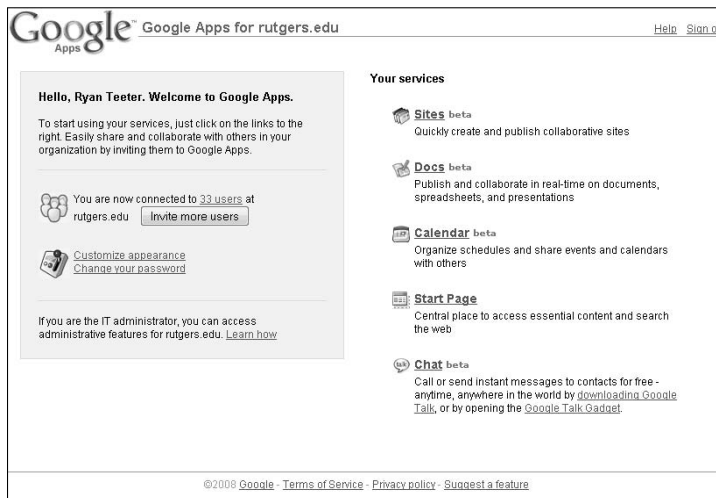 Google™
Apps
Google Apps for rutgers.edu
Help Sign o
Hello, Ryan Teeter. Welcome to Google Apps.
To start using your services, just click on the links to the
right. Easily share and collaborate with others in your
organization by inviting them to Google Apps.
You are now connected to 33 users at
rutgers.edu Invite more users
Customize appearance
Change your password
If you are the IT administrator, you can access
administrative features for rutgers.edu. Learn how
Your services
Sites beta
Quickly create and publish collaborative sites
Docs beta
Publish and collaborate in real-time on documents,
spreadsheets, and presentations
Calendar beta
Organize schedules and share events and calendars
with others
Start Page
Central place to access essential content and search
the web
talk
Chat beta
Call or send instant messages to contacts for free -
anytime, anywhere in the world by downloading Google
Talk, or by opening the Google Talk Gadget.
©2008 Google - Terms of Service - Privacy policy - Suggest a feature